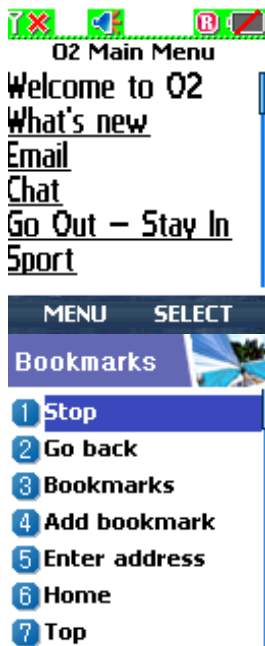 R
O2 Main Menu
Welcome to O2
What's new
Email
Chat
Go Out – Stay In
Sport
MENU SELECT
Bookmarks
1 Stop
2 Go back
3 Bookmarks
4 Add bookmark
5 Enter address
6 Home
7 Top